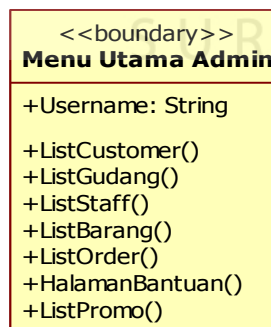 <<boundary>>
Menu Utama Admin
+Username: String
+ListCustomer()
+ListGudang()
+ListStaff()
+ListBarang()
+ListOrder()
+HalamanBantuan()
+ListPromo()